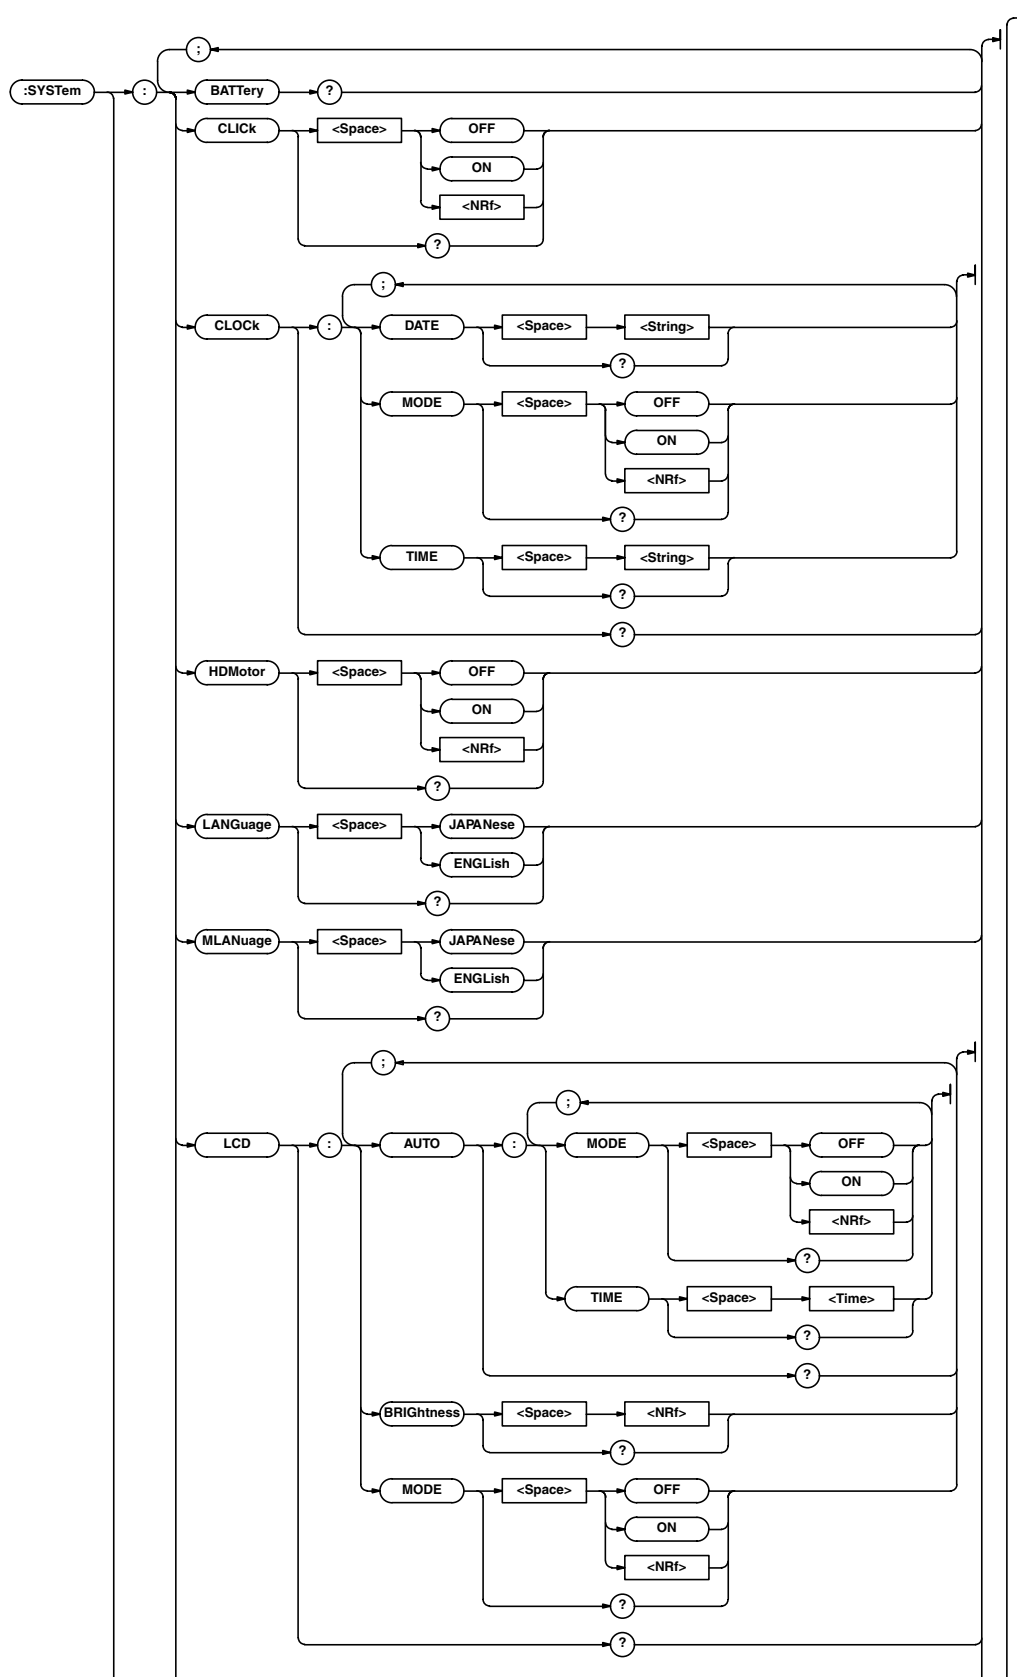 ;
:SYSTem : BATTery ?
CLICk <Space> OFF
ON
<NRf>
?
;
CLOCk : DATE <Space> <String>
?
MODE <Space> OFF
ON
<NRf>
?
TIME <Space> <String>
?
?
HDMotor <Space> OFF
ON
<NRf>
?
LANGuage <Space> JAPANese
ENGLish
?
MLANuage <Space> JAPANese
ENGLish
?
;
;
LCD : AUTO : MODE <Space> OFF
ON
<NRf>
?
TIME <Space> <Time>
?
?
BRIGhtness <Space> <NRf>
?
MODE <Space> OFF
ON
<NRf>
?
?